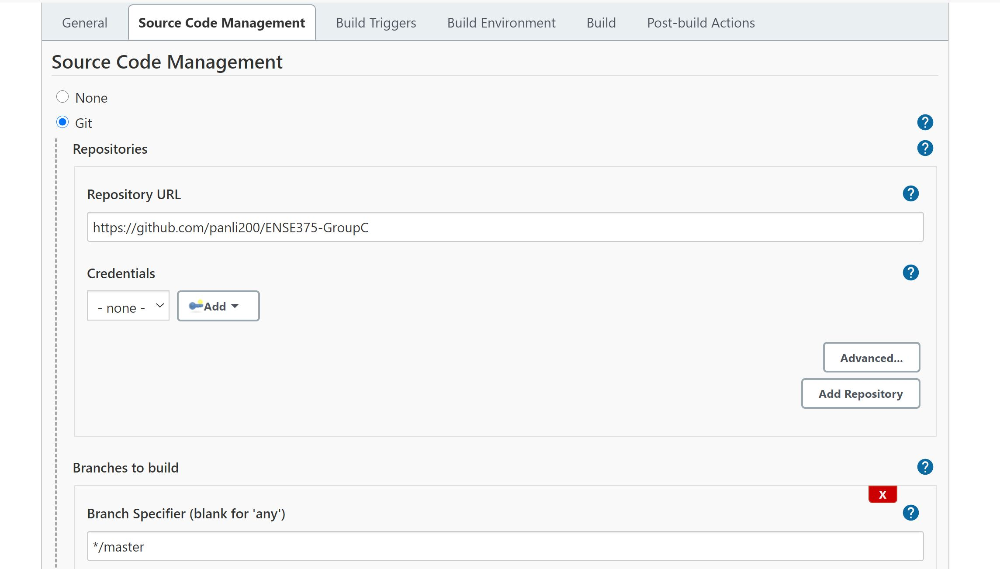 General Source Code Management Build Triggers Build Environment Build Post-build Actions
Source Code Management
None
Git
?
Repositories
?
Repository URL
?
https://github.com/panli200/ENSE375-GroupC
Credentials
?
- none -
Add
Advanced...
Add Repository
Branches to build
?
X
Branch Specifier (blank for 'any')
?
*/master